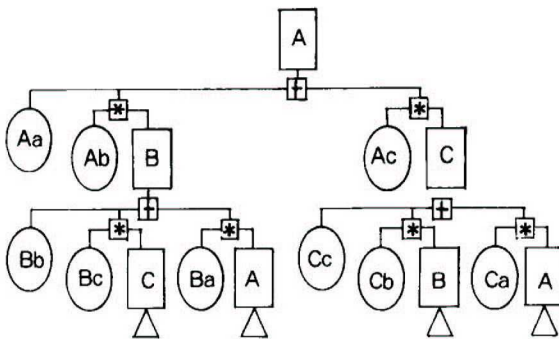 A
+
* *
Aa Ab B Ac C
+ +
* * * *
Bb Bc C Ba A Cc Cb B Ca A